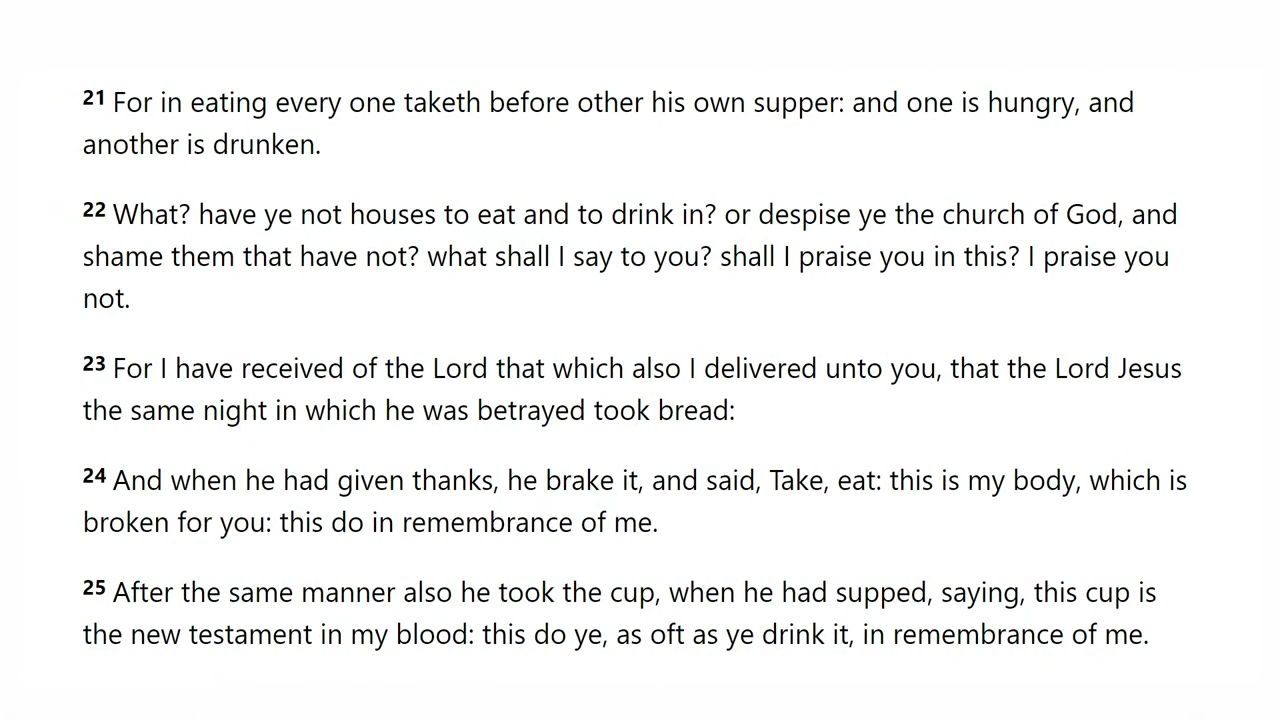 21 For in eating every one taketh before other his own supper: and one is hungry, and
another is drunken.
22 What? have ye not houses to eat and to drink in? or despise ye the church of God, and
shame them that have not? what shall I say to you? shall I praise you in this? I praise you
not.
23 For I have received of the Lord that which also I delivered unto you, that the Lord Jesus
the same night in which he was betrayed took bread:
24 And when he had given thanks, he brake it, and said, Take, eat: this is my body, which is
broken for you: this do in remembrance of me.
25 After the same manner also he took the cup, when he had supped, saying, this cup is
the new testament in my blood: this do ye, as oft as ye drink it, in remembrance of me.